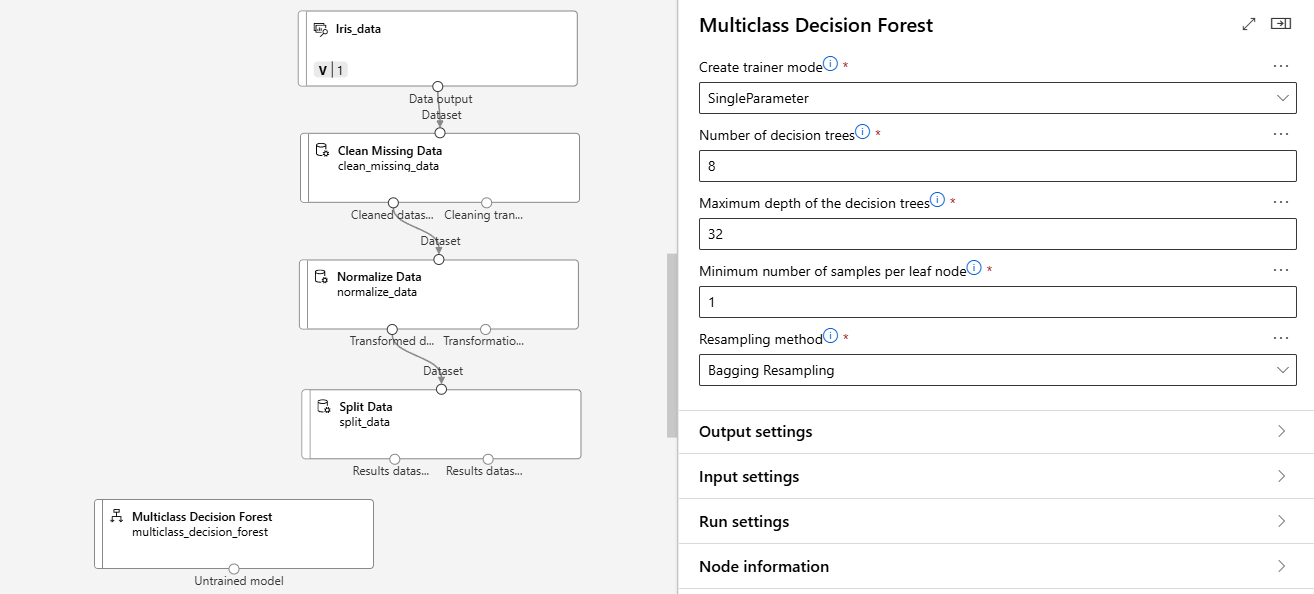 Iris_data
V 1
Data output
Dataset
Clean Missing Data
clean_missing_data
Cleaned datas... Cleaning tran...
Dataset
Normalize Data
normalize_data
Transformed d... Transformatio...
Dataset
Split Data
split_data
Results datas... Results datas...
Multiclass Decision Forest
multiclass_decision_forest
Untrained model
Multiclass Decision Forest
Create trainer mode *
SingleParameter
Number of decision trees *
8
Maximum depth of the decision trees *
32
Minimum number of samples per leaf node *
1
Resampling method *
Bagging Resampling
Output settings
Input settings
Run settings
Node information